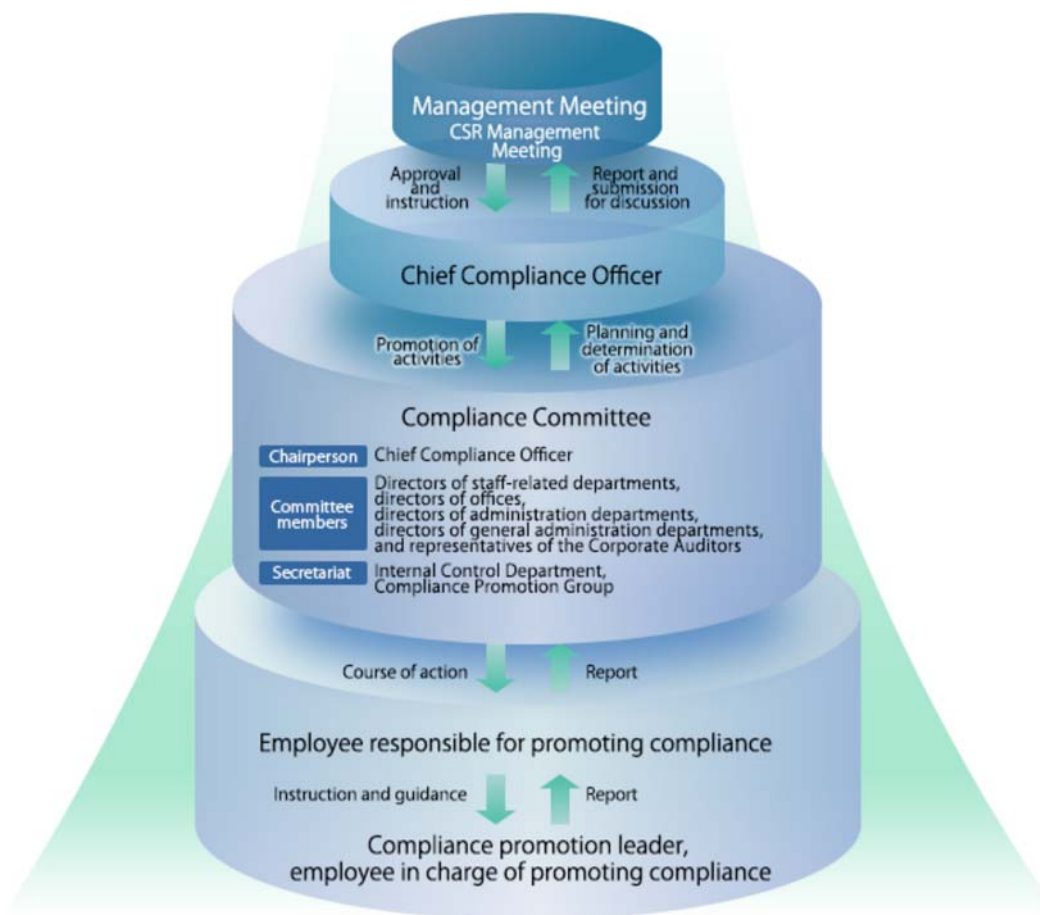 Management Meeting
CSR Management
Meeting
Approval
and
instruction
Report and
submission
for discussion
Chief Compliance Officer
Promotion of
activities
Planning and
determination
of activities
Compliance Committee
Chairperson
Chief Compliance Officer
Committee
members
Directors of staff-related departments,
directors of offices,
directors of administration departments,
directors of general administration departments,
and representatives of the Corporate Auditors
Secretariat
Internal Control Department,
Compliance Promotion Group
Course of action
Report
Employee responsible for promoting compliance
Instruction and guidance
Report
Compliance promotion leader,
employee in charge of promoting compliance